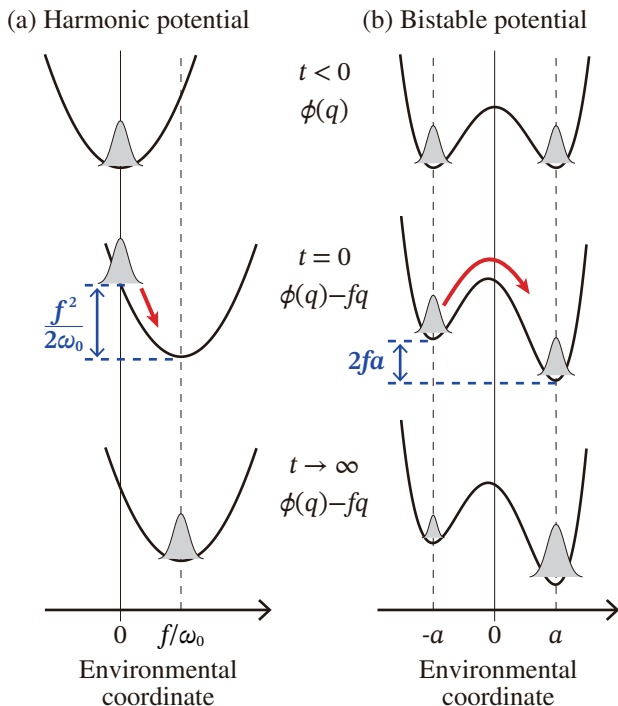 (a) Harmonic potential
(b) Bistable potential
t < 0
ϕ(q)
t = 0
ϕ(q)−fq
f²
2ω₀
2fa
t → ∞
ϕ(q)−fq
0
f/ω₀
-a
0
a
Environmental
coordinate
Environmental
coordinate